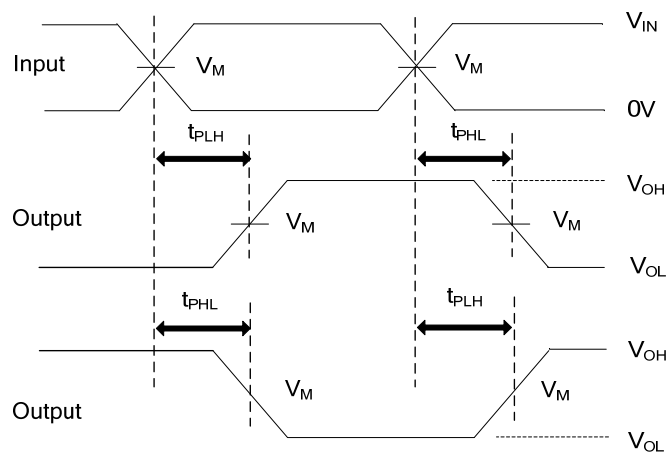 V_IN
Input V_M V_M
0V
t_PLH t_PHL
V_OH
Output V_M V_M
V_OL
t_PHL t_PLH
V_OH
V_M V_M
Output
V_OL